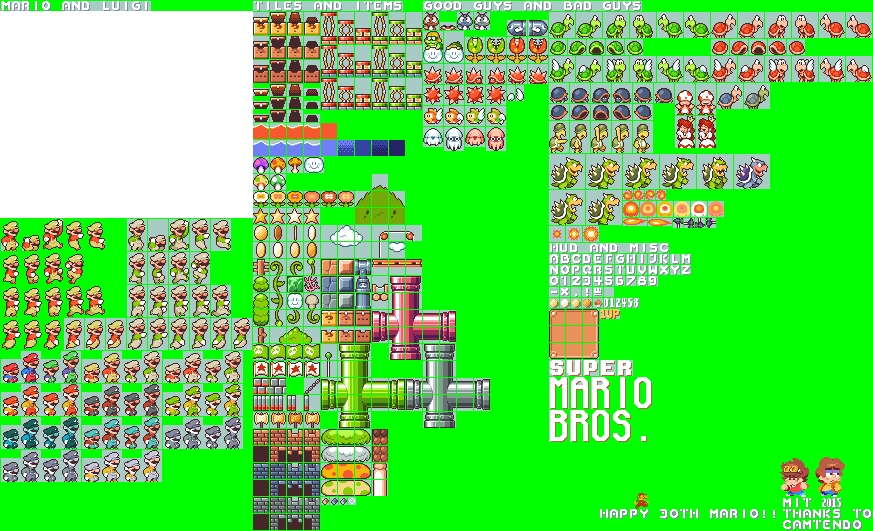 MARIO AND LUIGI
TILES AND ITEMS
GOOD GUYS AND BAD GUYS
HUD AND MISC
ABCDEFGHIJKLM
NOPQRSTUVWXYZ
0123456789
-×.!!©
012458
1UP
SUPER
MARIO
BROS.
MIT 2015
HAPPY 30TH MARIO!! THANKS TO
CAMTENDO